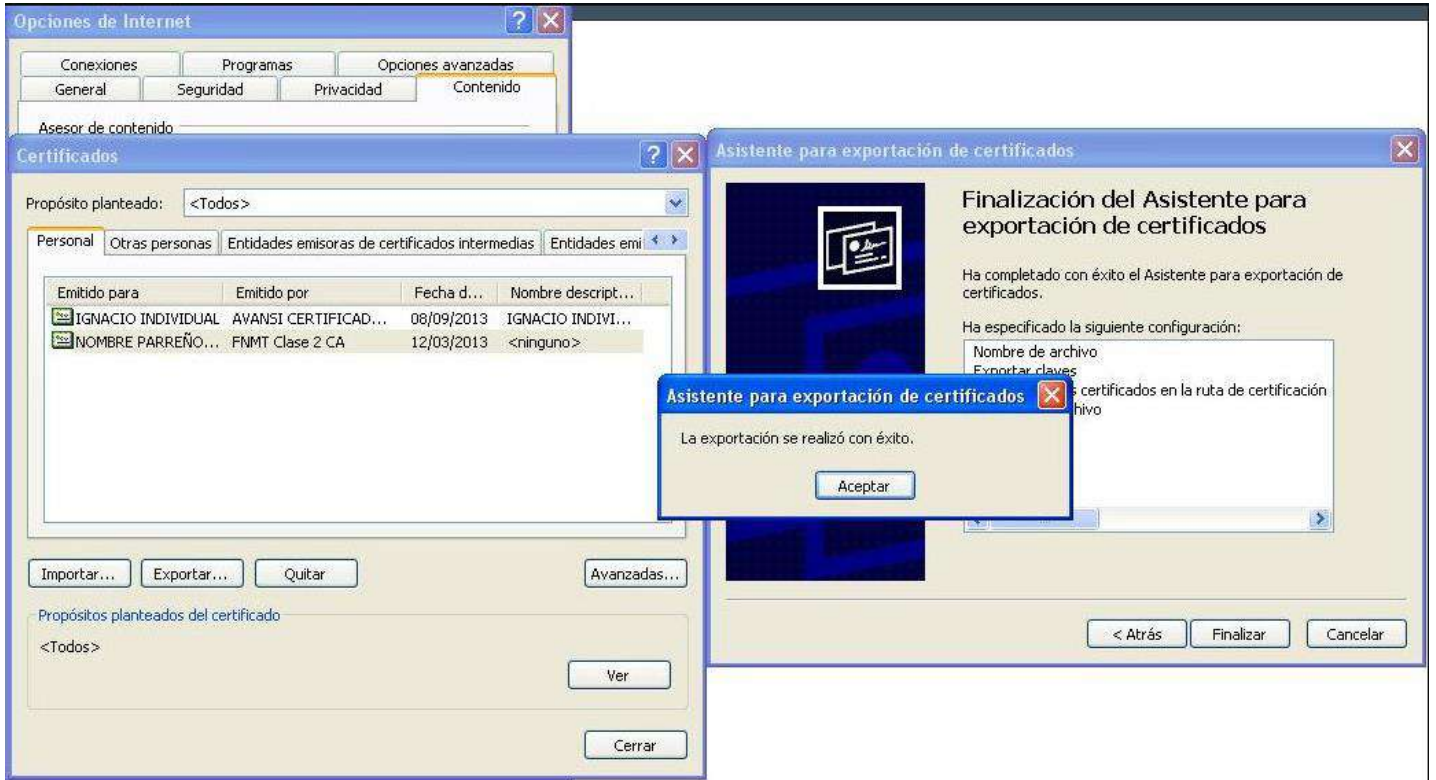 Opciones de Internet
Conexiones Programas Opciones avanzadas
General Seguridad Privacidad Contenido
Asesor de contenido
Certificados
Propósito planteado: <Todos>
Personal Otras personas Entidades emisoras de certificados intermedias Entidades emi
Emitido para Emitido por Fecha d... Nombre descript...
IGNACIO INDIVIDUAL AVANSI CERTIFICAD... 08/09/2013 IGNACIO INDIVI...
NOMBRE PARREÑO... FNMT Clase 2 CA 12/03/2013 <ninguno>
Importar... Exportar... Quitar Avanzadas...
Propósitos planteados del certificado
<Todos>
Ver
Cerrar
Asistente para exportación de certificados
Finalización del Asistente para
exportación de certificados
Ha completado con éxito el Asistente para exportación de
certificados.
Ha especificado la siguiente configuración:
Nombre de archivo
Exportar claves
certificados en la ruta de certificación
Asistente para exportación de certificados
La exportación se realizó con éxito.
Aceptar
< Atrás Finalizar Cancelar